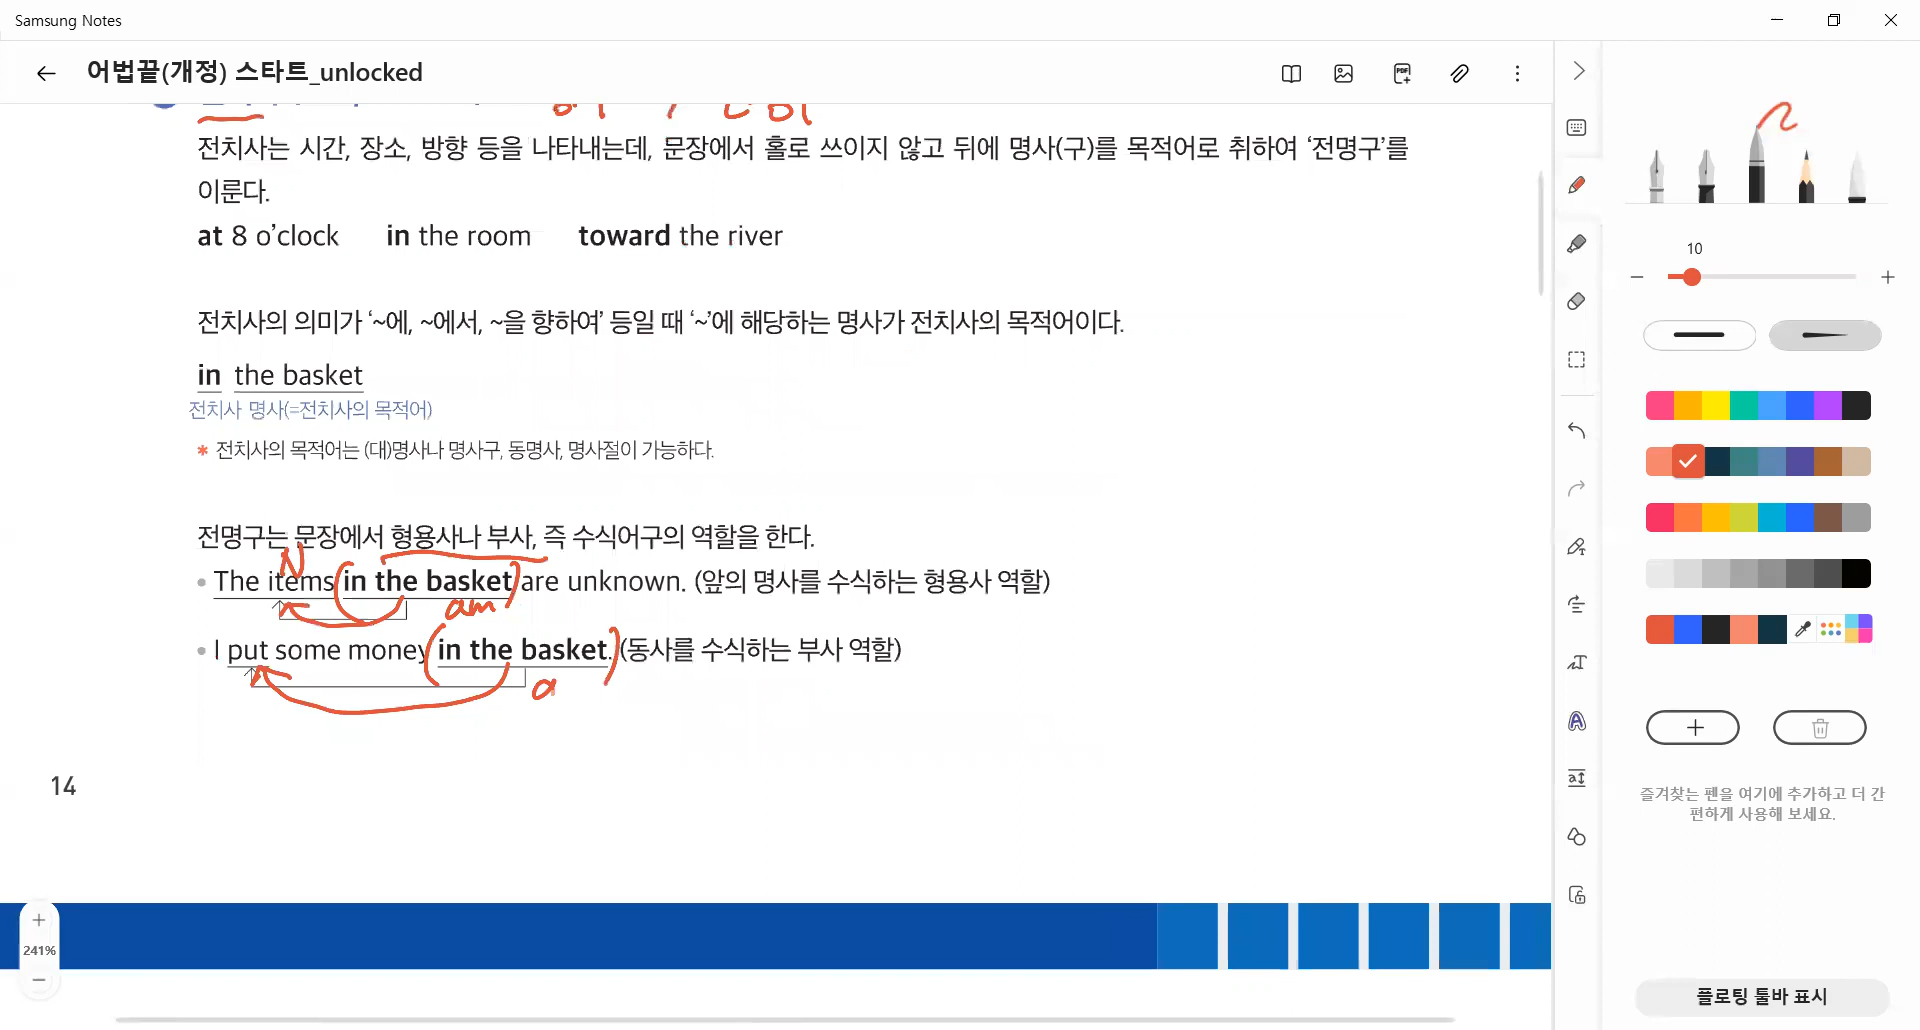 Samsung Notes
어법끝(개정) 스타트_unlocked
전치사는 시간, 장소, 방향 등을 나타내는데, 문장에서 홀로 쓰이지 않고 뒤에 명사(구)를 목적어로 취하여 ‘전명구’를
이룬다.
at 8 o’clock in the room toward the river
전치사의 의미가 ‘~에, ~에서, ~을 향하여’ 등일 때 ‘~’에 해당하는 명사가 전치사의 목적어이다.
in the basket
전치사 명사(=전치사의 목적어)
* 전치사의 목적어는 (대)명사나 명사구, 동명사, 명사절이 가능하다.
전명구는 문장에서 형용사나 부사, 즉 수식어구의 역할을 한다.
N
• The items in the basket are unknown. (앞의 명사를 수식하는 형용사 역할)
am
• I put some money in the basket. (동사를 수식하는 부사 역할)
a
14
241%
10
즐겨찾는 펜을 여기에 추가하고 더 간
편하게 사용해 보세요.
플로팅 툴바 표시